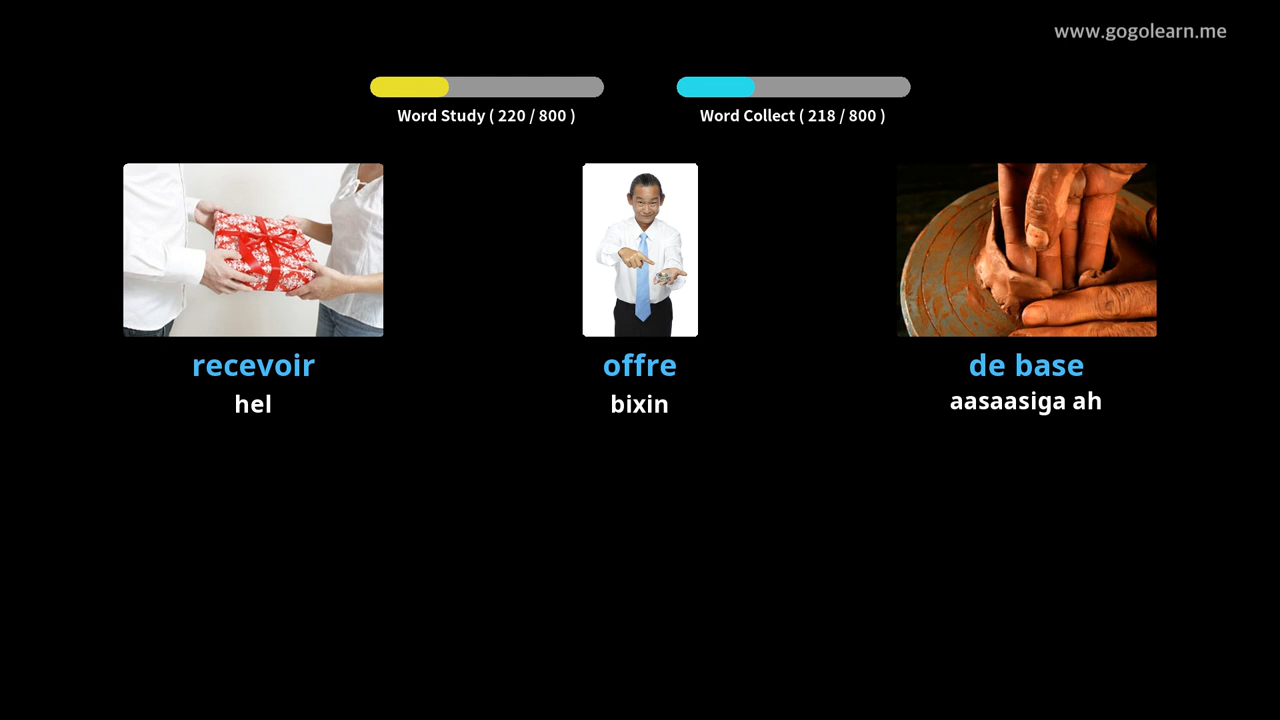 www.gogolearn.me
Word Study ( 220 / 800 )
Word Collect ( 218 / 800 )
recevoir
hel
offre
bixin
de base
aasaasiga ah